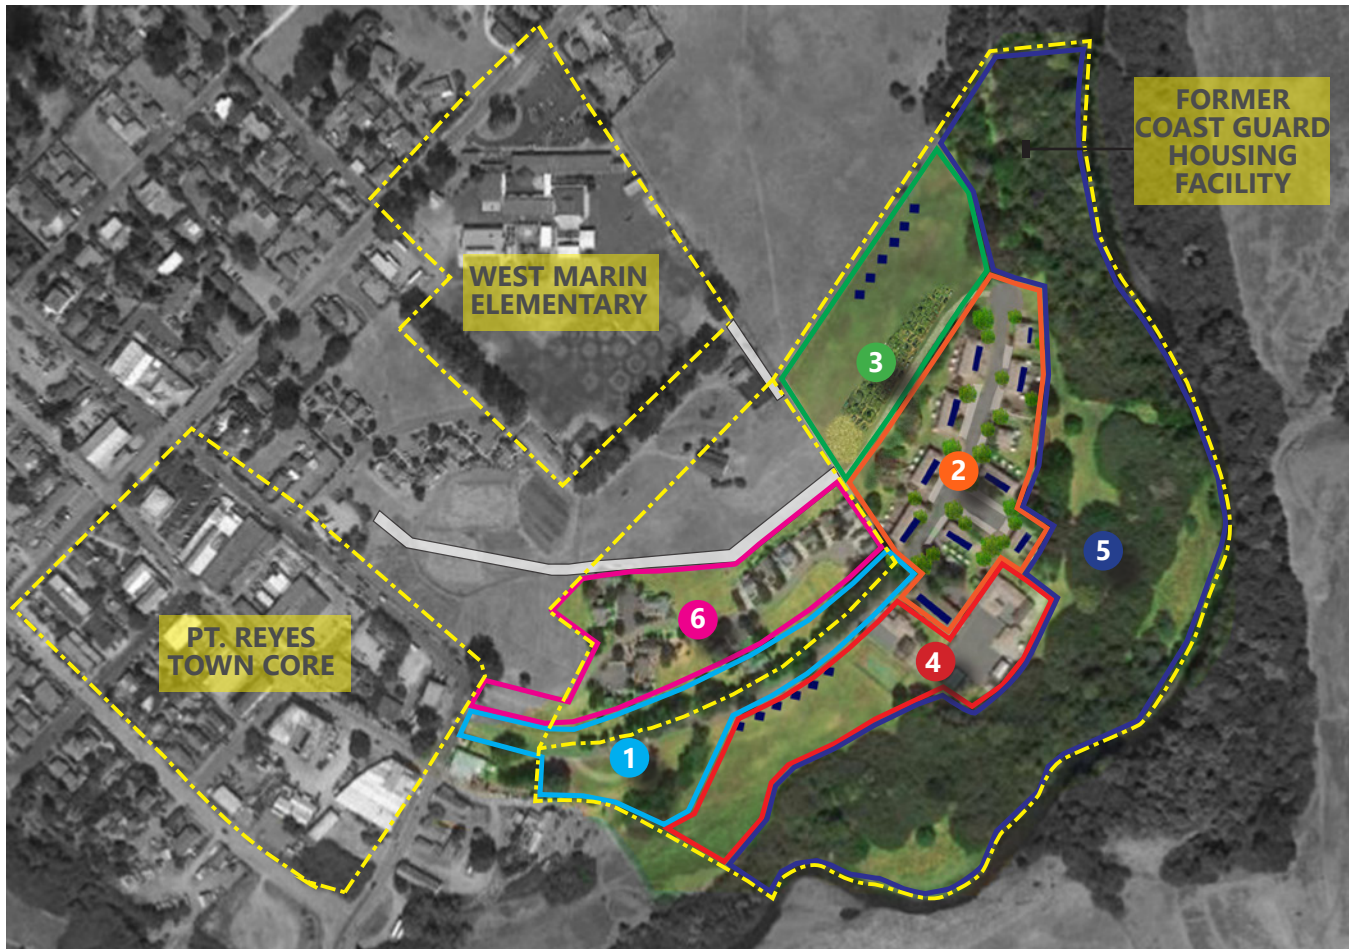 FORMER
COAST GUARD
HOUSING
FACILITY
WEST MARIN
ELEMENTARY
3
2
5
PT. REYES
TOWN CORE
6
4
1